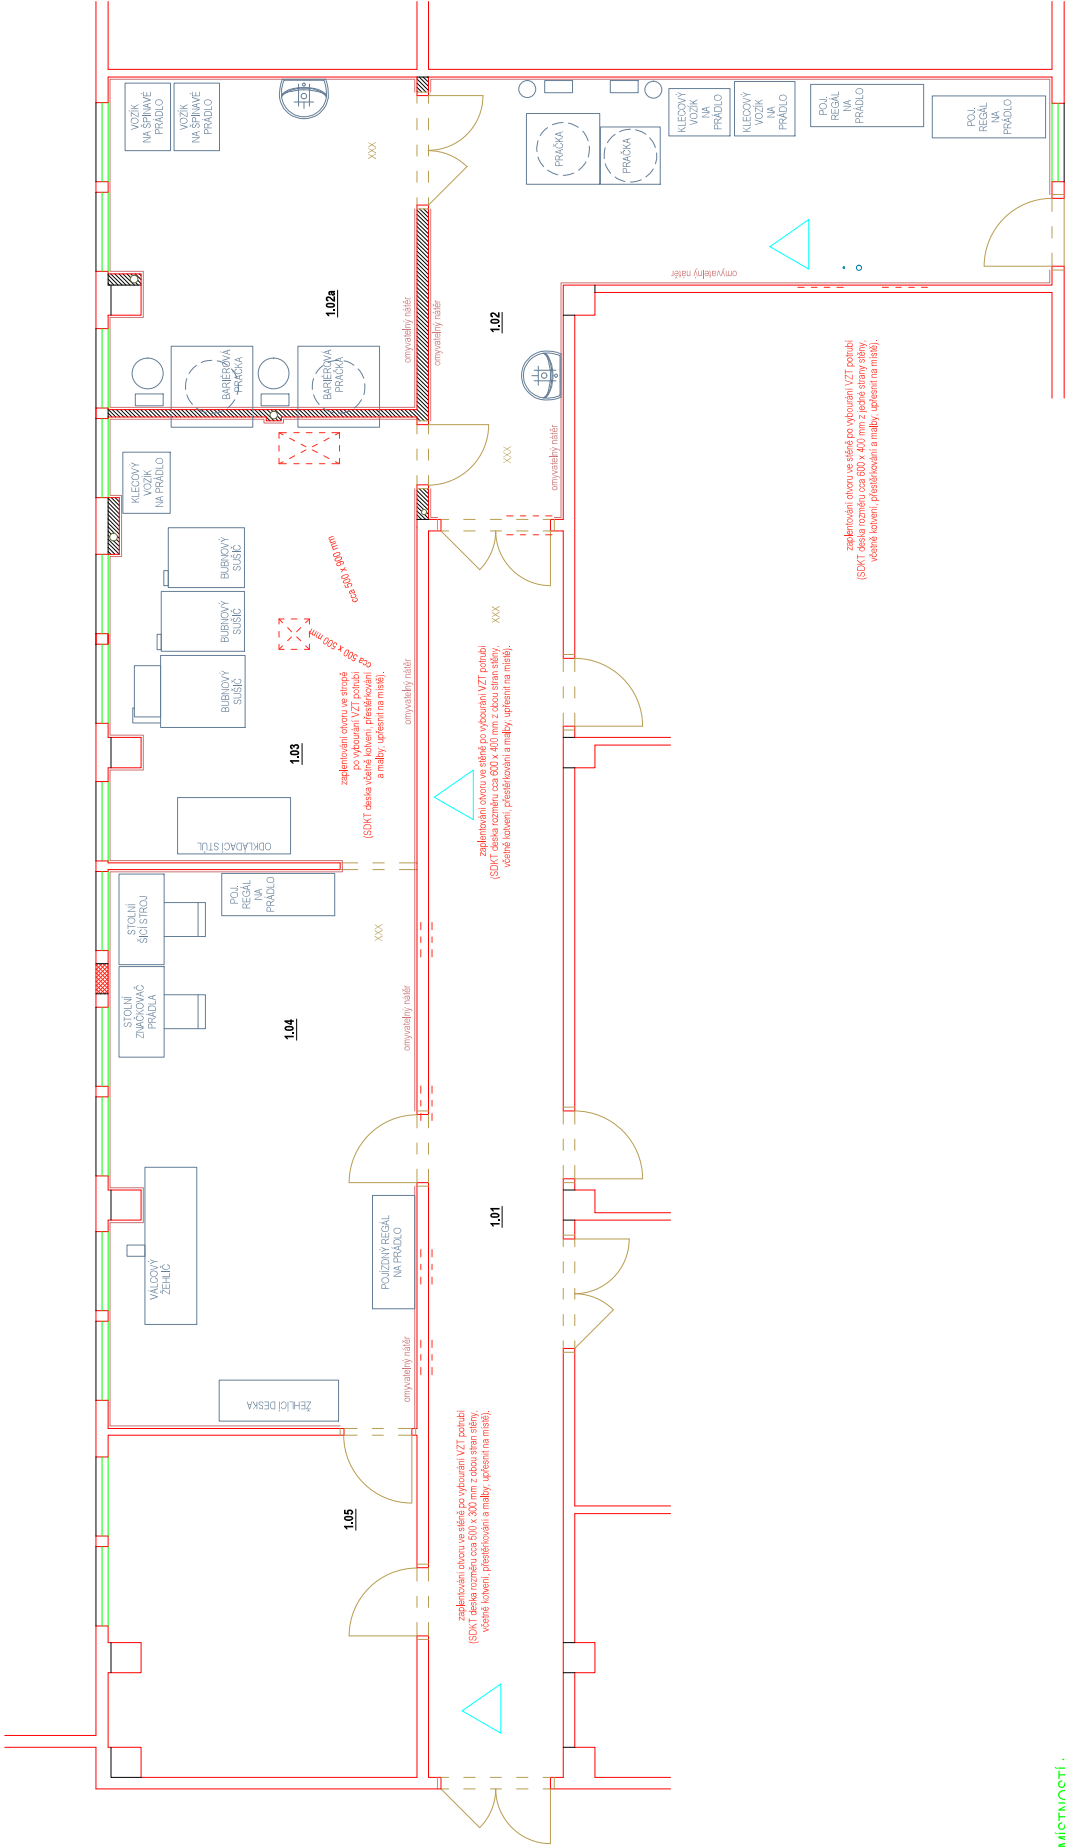 VOZÍK
NA ŠPINAVÉ
PRÁDLO
VOZÍK
NA ŠPINAVÉ
PRÁDLO
XXX
1.02a
omyvatelný nátěr
omyvatelný nátěr
BARIÉROVÁ
PRAČKA
BARIÉROVÁ
PRAČKA
PRAČKA
PRAČKA
KLECOVÝ
VOZÍK
NA
PRÁDLO
KLECOVÝ
VOZÍK
NA
PRÁDLO
POJ.
REGÁL
NA
PRÁDLO
POJ.
REGÁL
NA
PRÁDLO
omyvatelný nátěr
1.02
omyvatelný nátěr
XXX
zaplentování otvoru ve stěně po vybourání VZT potrubí
(SDKT deska rozměru cca 600 x 400 mm z jedné strany stěny,
včetně kotvení, přestěrkování a malby; upřesnit na místě).
KLECOVÝ
VOZÍK
NA PRÁDLO
BUBNOVÝ
SUŠIČ
BUBNOVÝ
SUŠIČ
BUBNOVÝ
SUŠIČ
cca 500 x 900 mm
cca 500 x 500 mm
zaplentování otvoru ve stropě
po vybourání VZT potrubí
(SDKT deska včetně kotvení, přestěrkování
a malby; upřesnit na místě).
1.03
omyvatelný nátěr
ODKLÁDACÍ STŮL
XXX
zaplentování otvoru ve stěně po vybourání VZT potrubí
(SDKT deska rozměru cca 600 x 400 mm z obou stran stěny,
včetně kotvení, přestěrkování a malby; upřesnit na místě).
STOLNÍ
ŠICÍ STROJ
POJ.
REGÁL
NA
PRÁDLO
XXX
STOLNÍ
ZNAČKOVAČ
PRÁDLA
1.04
omyvatelný nátěr
VÁLCOVÝ
ŽEHLIČ
POJÍZDNÝ REGÁL
NA PRÁDLO
1.01
omyvatelný nátěr
ŽEHLÍCÍ DESKA
1.05
zaplentování otvoru ve stěně po vybourání VZT potrubí
(SDKT deska rozměru cca 500 x 300 mm z obou stran stěny,
včetně kotvení, přestěrkování a malby; upřesnit na místě).
MÍSTNOSTÍ :